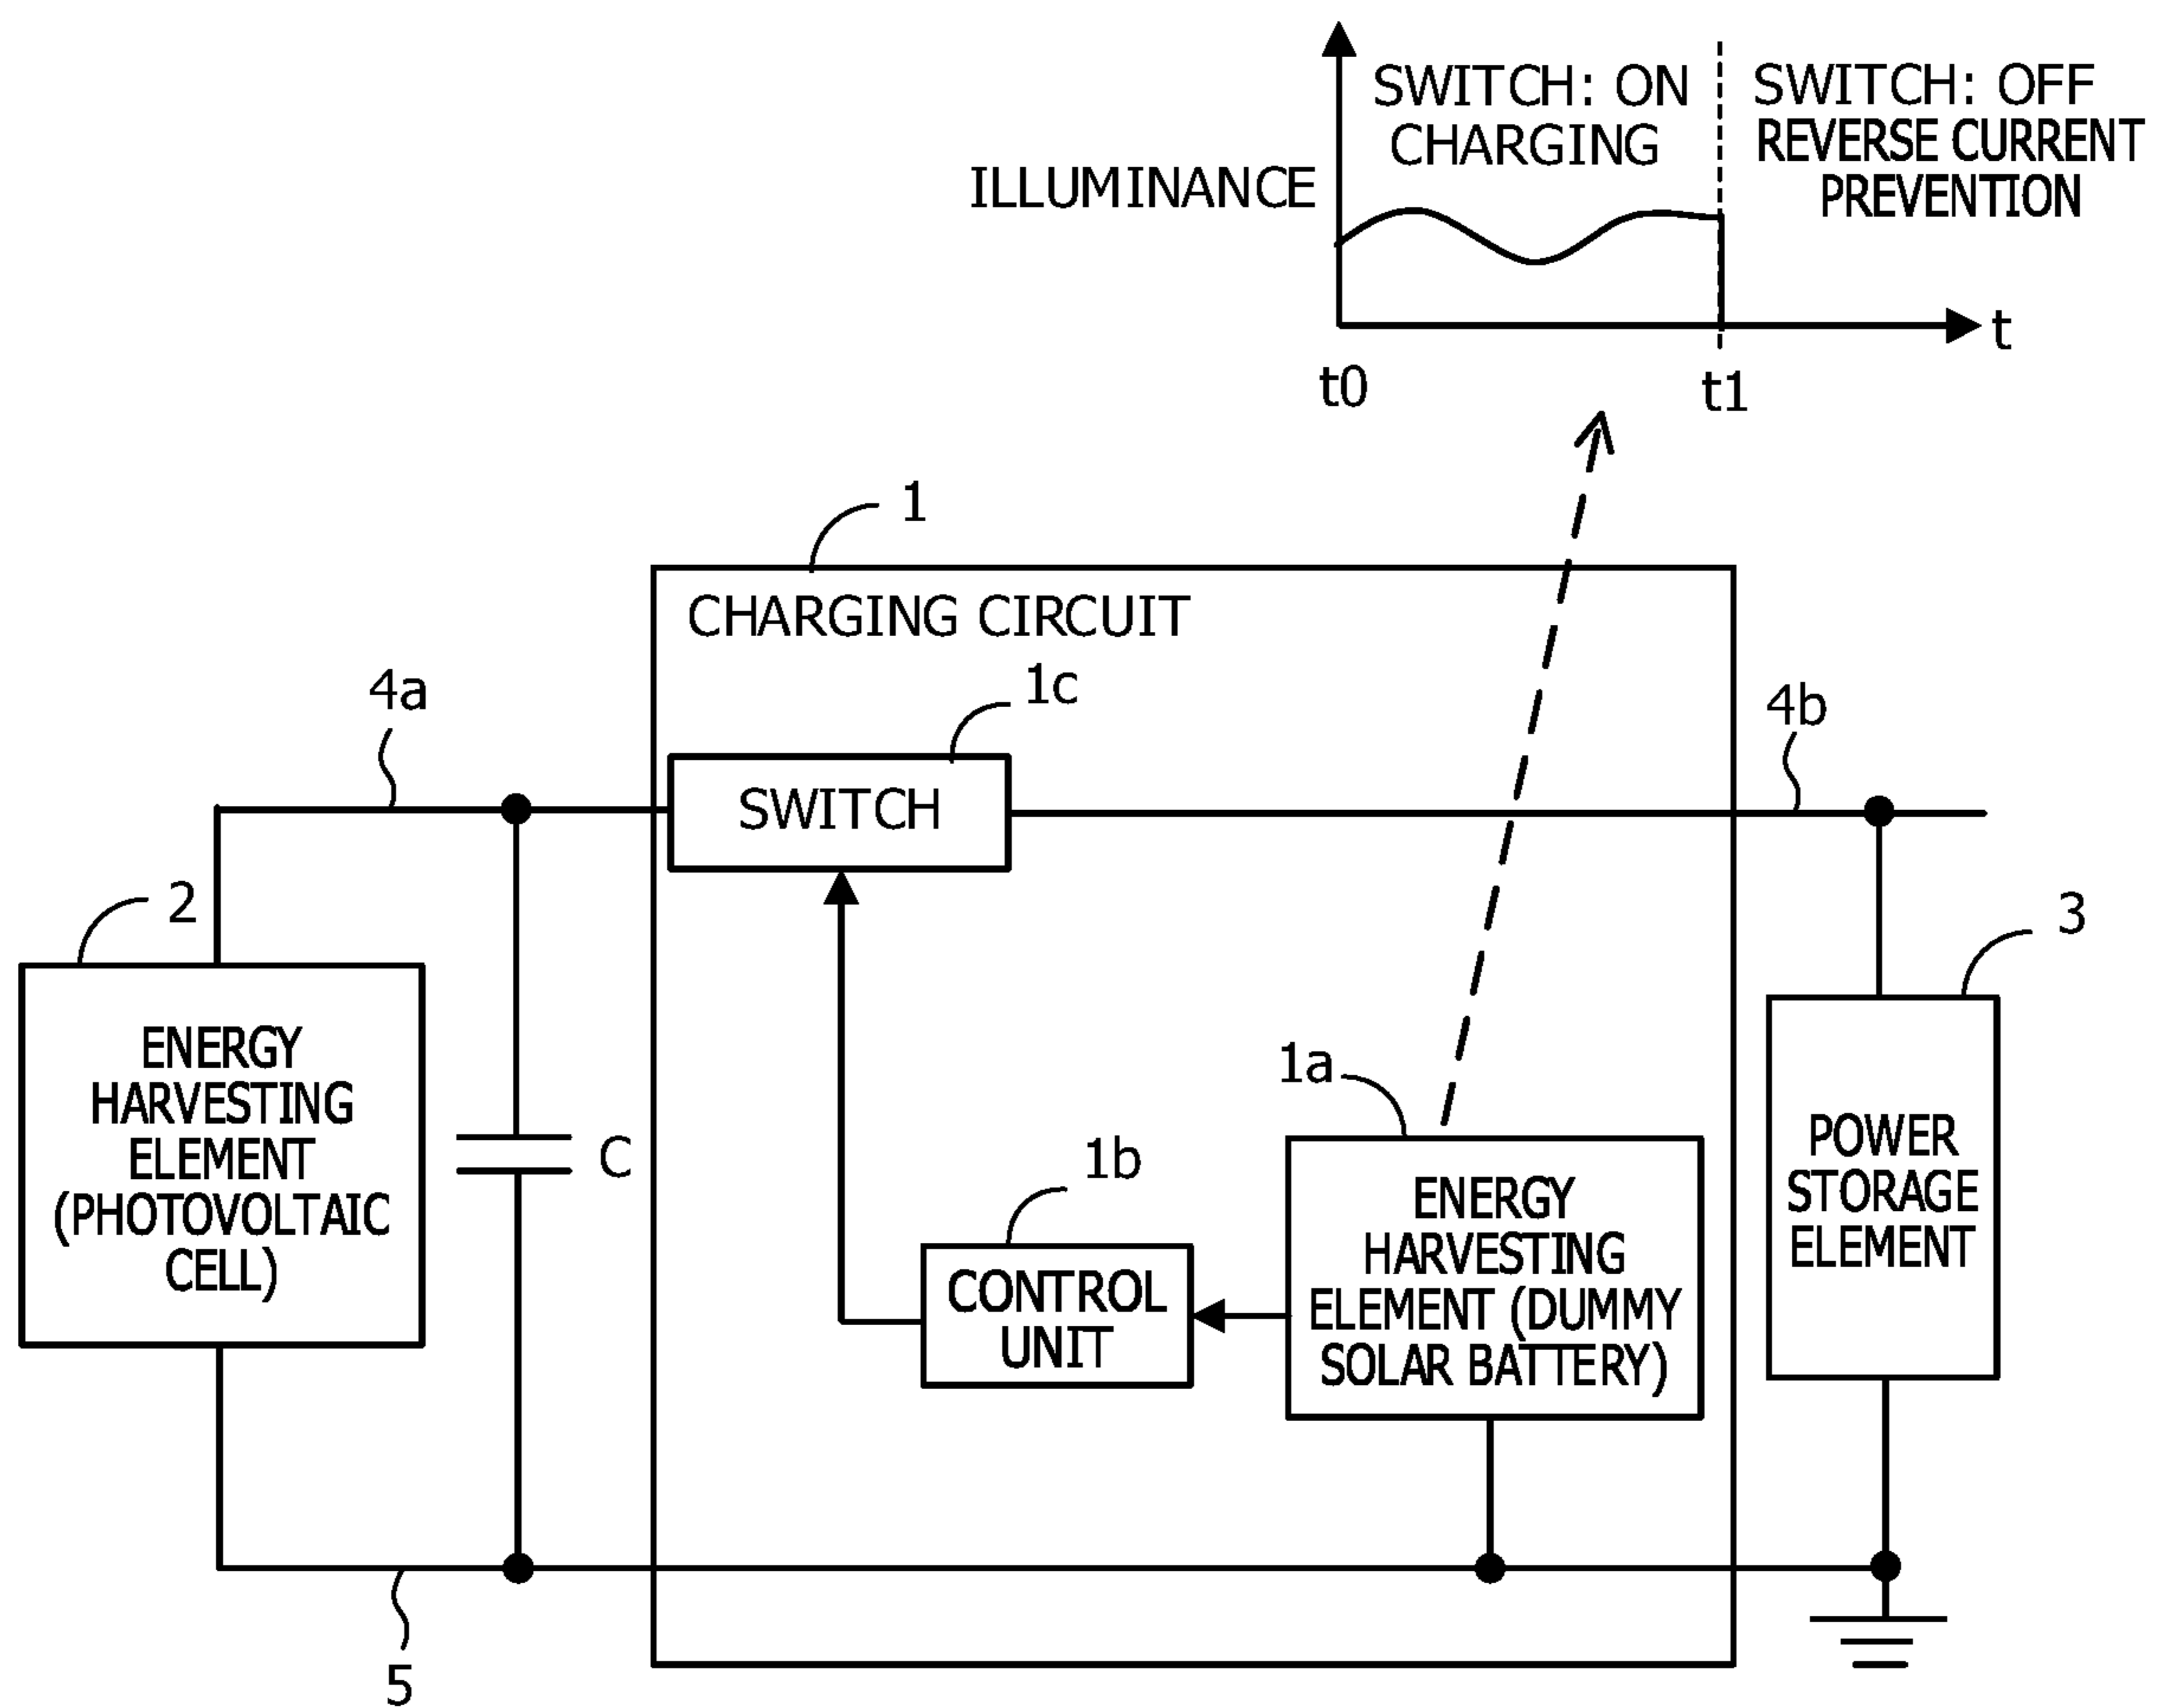 SWITCH: ON
CHARGING
SWITCH: OFF
REVERSE CURRENT
PREVENTION
ILLUMINANCE
t
t0
t1
1
CHARGING CIRCUIT
1c
4a
4b
SWITCH
2
3
ENERGY
HARVESTING
ELEMENT
(PHOTOVOLTAIC
CELL)
C
1a
1b
CONTROL
UNIT
ENERGY
HARVESTING
ELEMENT (DUMMY
SOLAR BATTERY)
POWER
STORAGE
ELEMENT
5